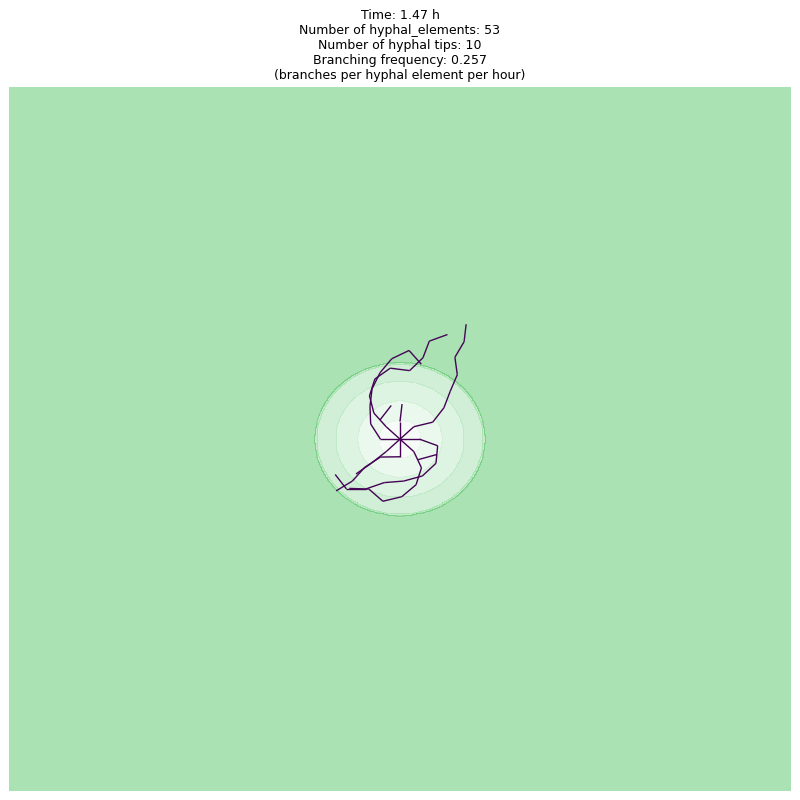 Time: 1.47 h
Number of hyphal_elements: 53
Number of hyphal tips: 10
Branching frequency: 0.257
(branches per hyphal element per hour)